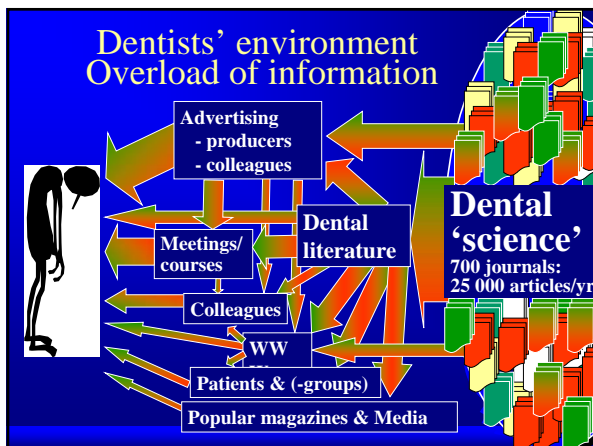 Dentists' environment
Overload of information
Advertising
- producers
- colleagues
Dental
literature
Meetings/
courses
Colleagues
WW
Patients & (-groups)
Popular magazines & Media
Dental
'science'
700 journals:
25 000 articles/yr